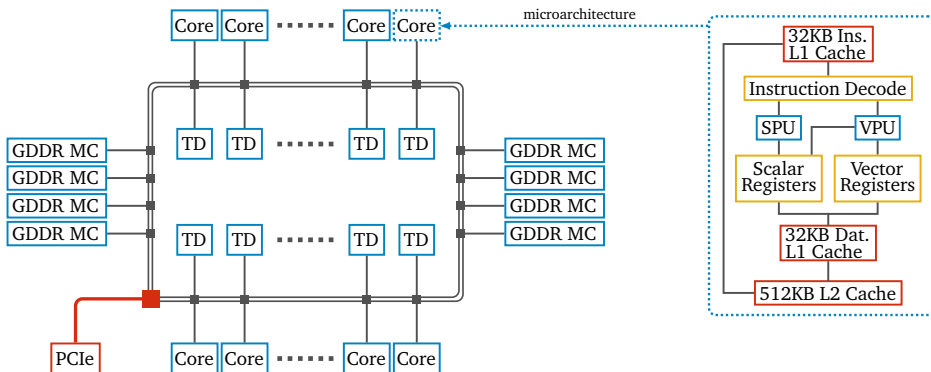 Core Core Core Core
microarchitecture
32KB Ins.
L1 Cache
Instruction Decode
SPU VPU
Scalar
Registers
Vector
Registers
32KB Dat.
L1 Cache
512KB L2 Cache
TD TD TD TD
GDDR MC
GDDR MC
GDDR MC
GDDR MC
GDDR MC
GDDR MC
GDDR MC
GDDR MC
TD TD TD TD
PCIe
Core Core Core Core